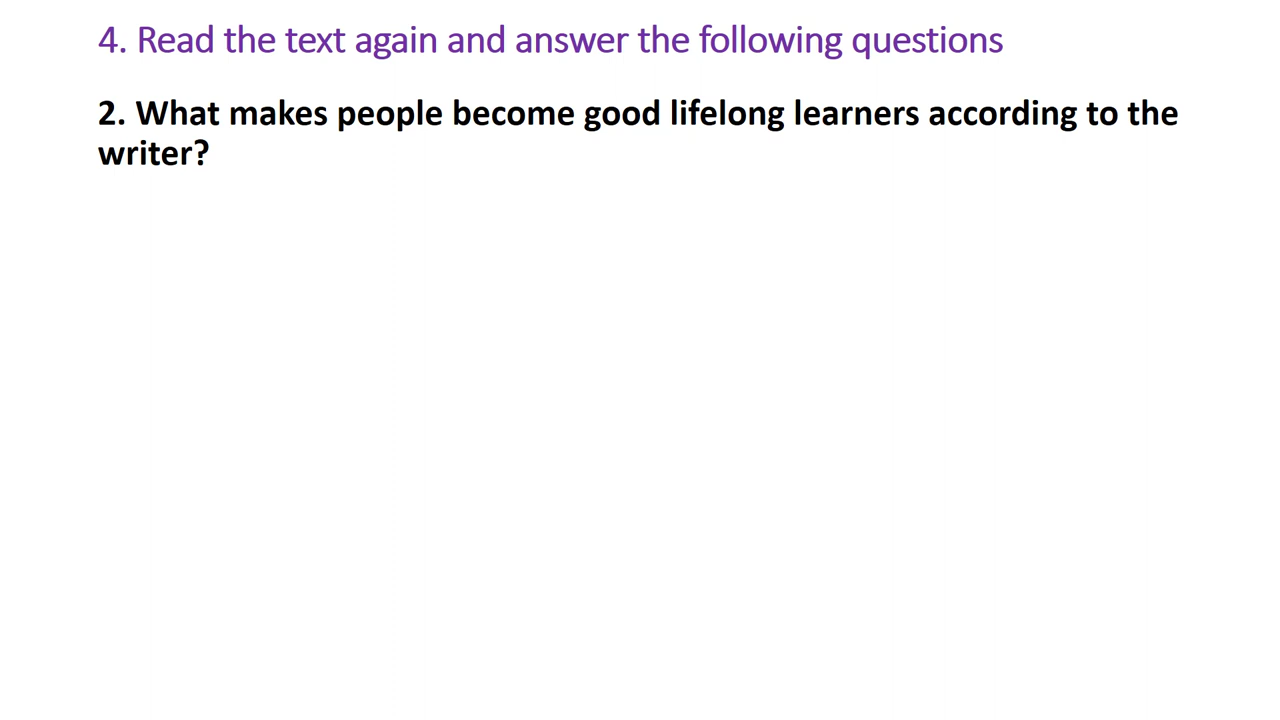 4. Read the text again and answer the following questions
2. What makes people become good lifelong learners according to the
writer?